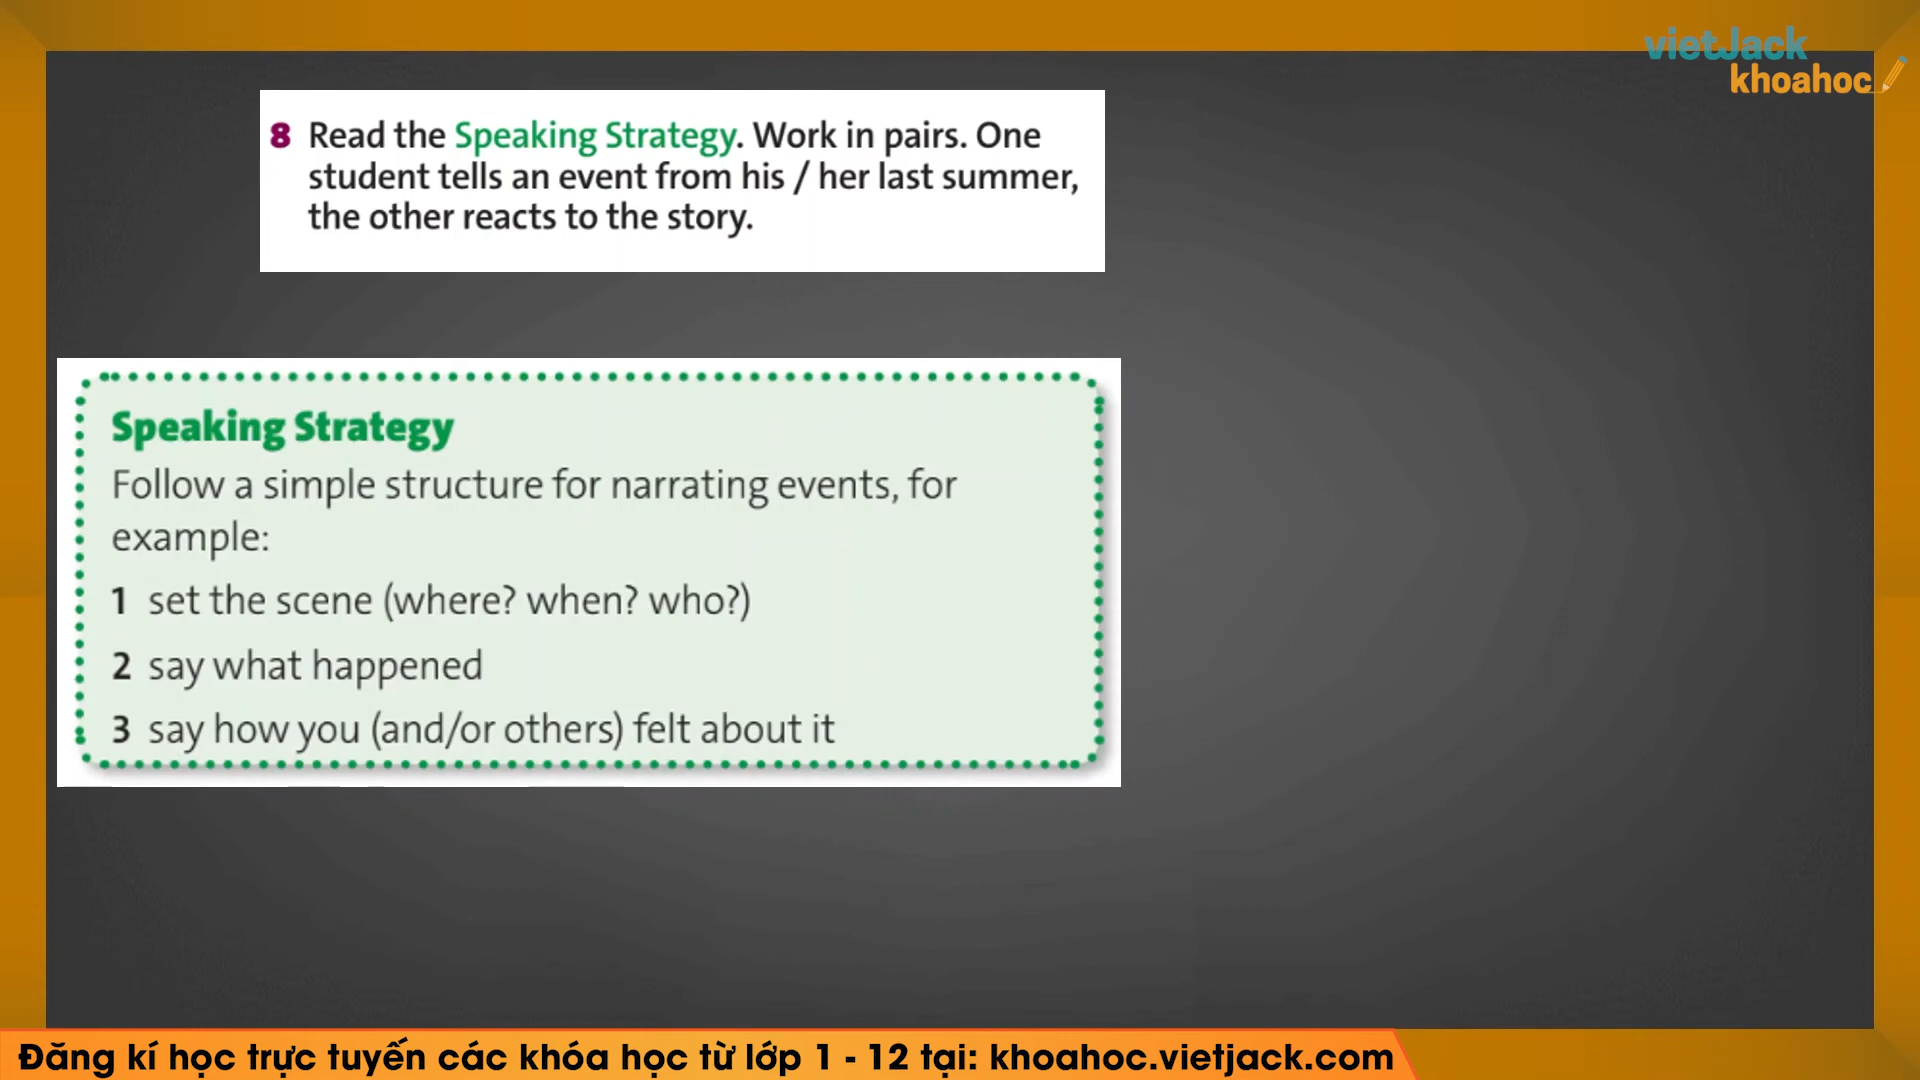 vietJack
khoahoc
8 Read the Speaking Strategy. Work in pairs. One
student tells an event from his / her last summer,
the other reacts to the story.
Speaking Strategy
Follow a simple structure for narrating events, for
example:
1 set the scene (where? when? who?)
2 say what happened
3 say how you (and/or others) felt about it
Đăng kí học trực tuyến các khóa học từ lớp 1 - 12 tại: khoahoc.vietjack.com